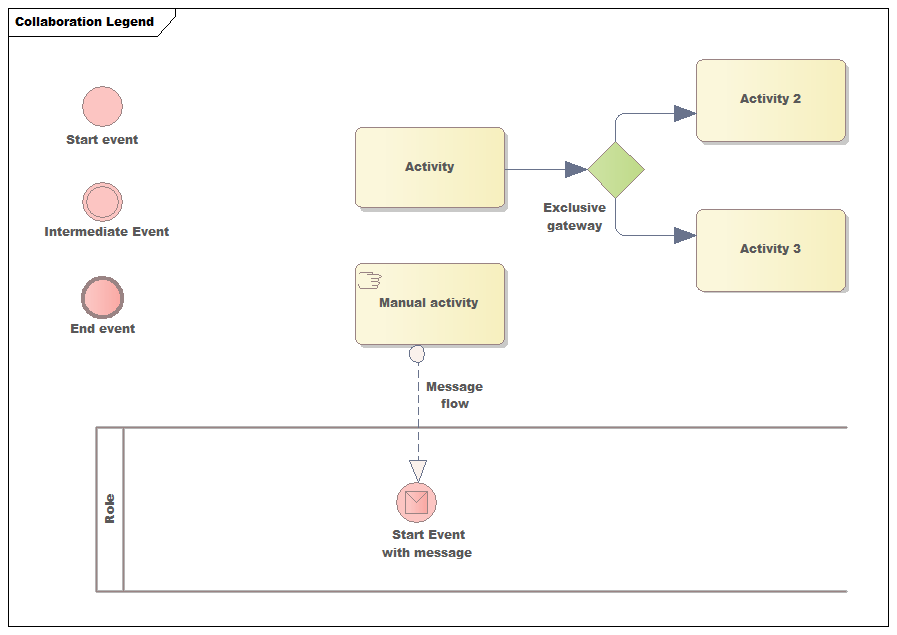 Collaboration Legend
Start event
Intermediate Event
End event
Activity
Exclusive
gateway
Activity 2
Activity 3
Manual activity
Message
flow
Role
Start Event
with message